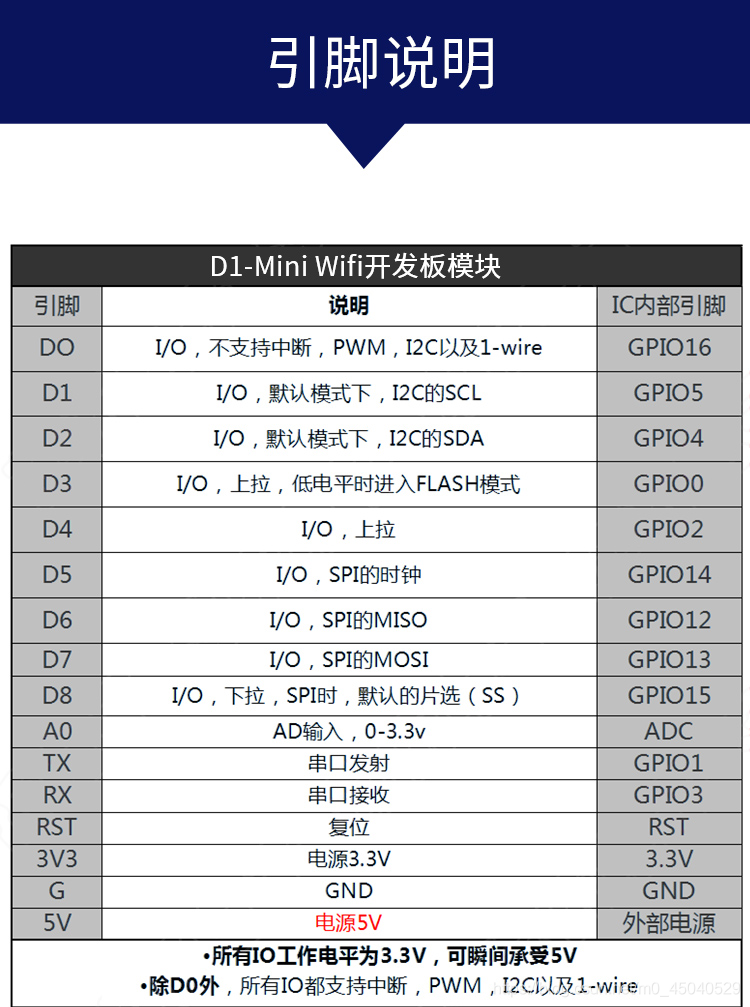 引脚说明
D1-Mini Wifi开发板模块
引脚 说明 IC内部引脚
DO I/O，不支持中断，PWM，I2C以及1-wire GPIO16
D1 I/O，默认模式下，I2C的SCL GPIO5
D2 I/O，默认模式下，I2C的SDA GPIO4
D3 I/O，上拉，低电平时进入FLASH模式 GPIO0
D4 I/O，上拉 GPIO2
D5 I/O，SPI的时钟 GPIO14
D6 I/O，SPI的MISO GPIO12
D7 I/O，SPI的MOSI GPIO13
D8 I/O，下拉，SPI时，默认的片选（SS） GPIO15
A0 AD输入，0-3.3v ADC
TX 串口发射 GPIO1
RX 串口接收 GPIO3
RST 复位 RST
3V3 电源3.3V 3.3V
G GND GND
5V 电源5V 外部电源
•所有IO工作电平为3.3V，可瞬间承受5V
•除D0外，所有IO都支持中断，PWM，I2C以及1-wire
m0_45040529